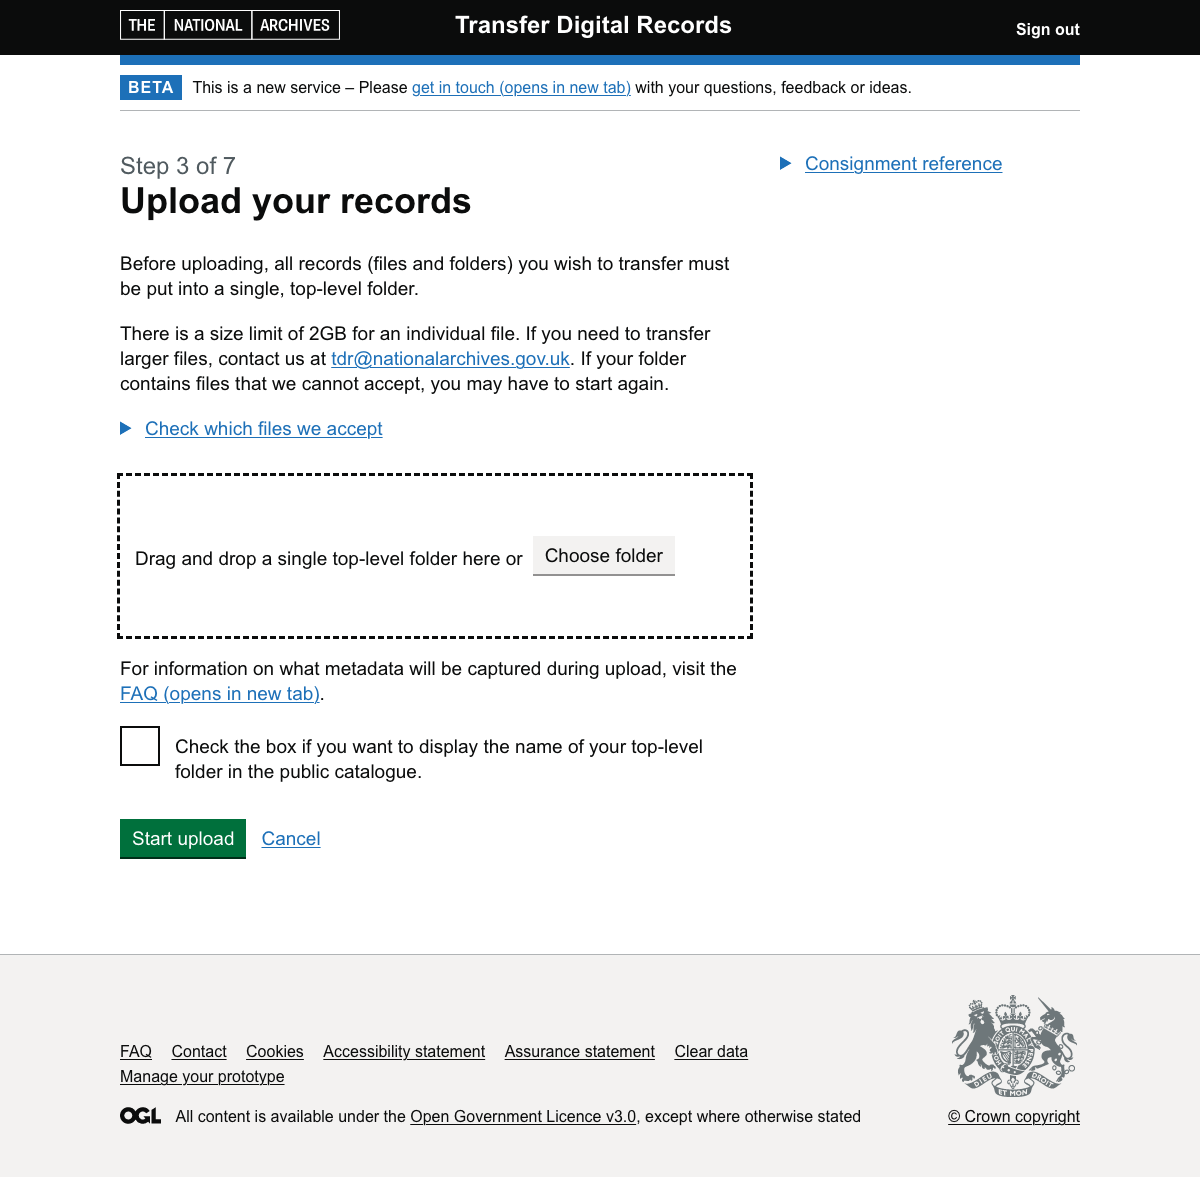 THE NATIONAL ARCHIVES
Transfer Digital Records
Sign out
BETA This is a new service – Please get in touch (opens in new tab) with your questions, feedback or ideas.
Step 3 of 7
Upload your records
Consignment reference
Before uploading, all records (files and folders) you wish to transfer must
be put into a single, top-level folder.
There is a size limit of 2GB for an individual file. If you need to transfer
larger files, contact us at tdr@nationalarchives.gov.uk. If your folder
contains files that we cannot accept, you may have to start again.
Check which files we accept
Drag and drop a single top-level folder here or Choose folder
For information on what metadata will be captured during upload, visit the
FAQ (opens in new tab).
Check the box if you want to display the name of your top-level
folder in the public catalogue.
Start upload Cancel
FAQ Contact Cookies Accessibility statement Assurance statement Clear data
Manage your prototype
DIEU ET MON DROIT
OGL All content is available under the Open Government Licence v3.0, except where otherwise stated
© Crown copyright